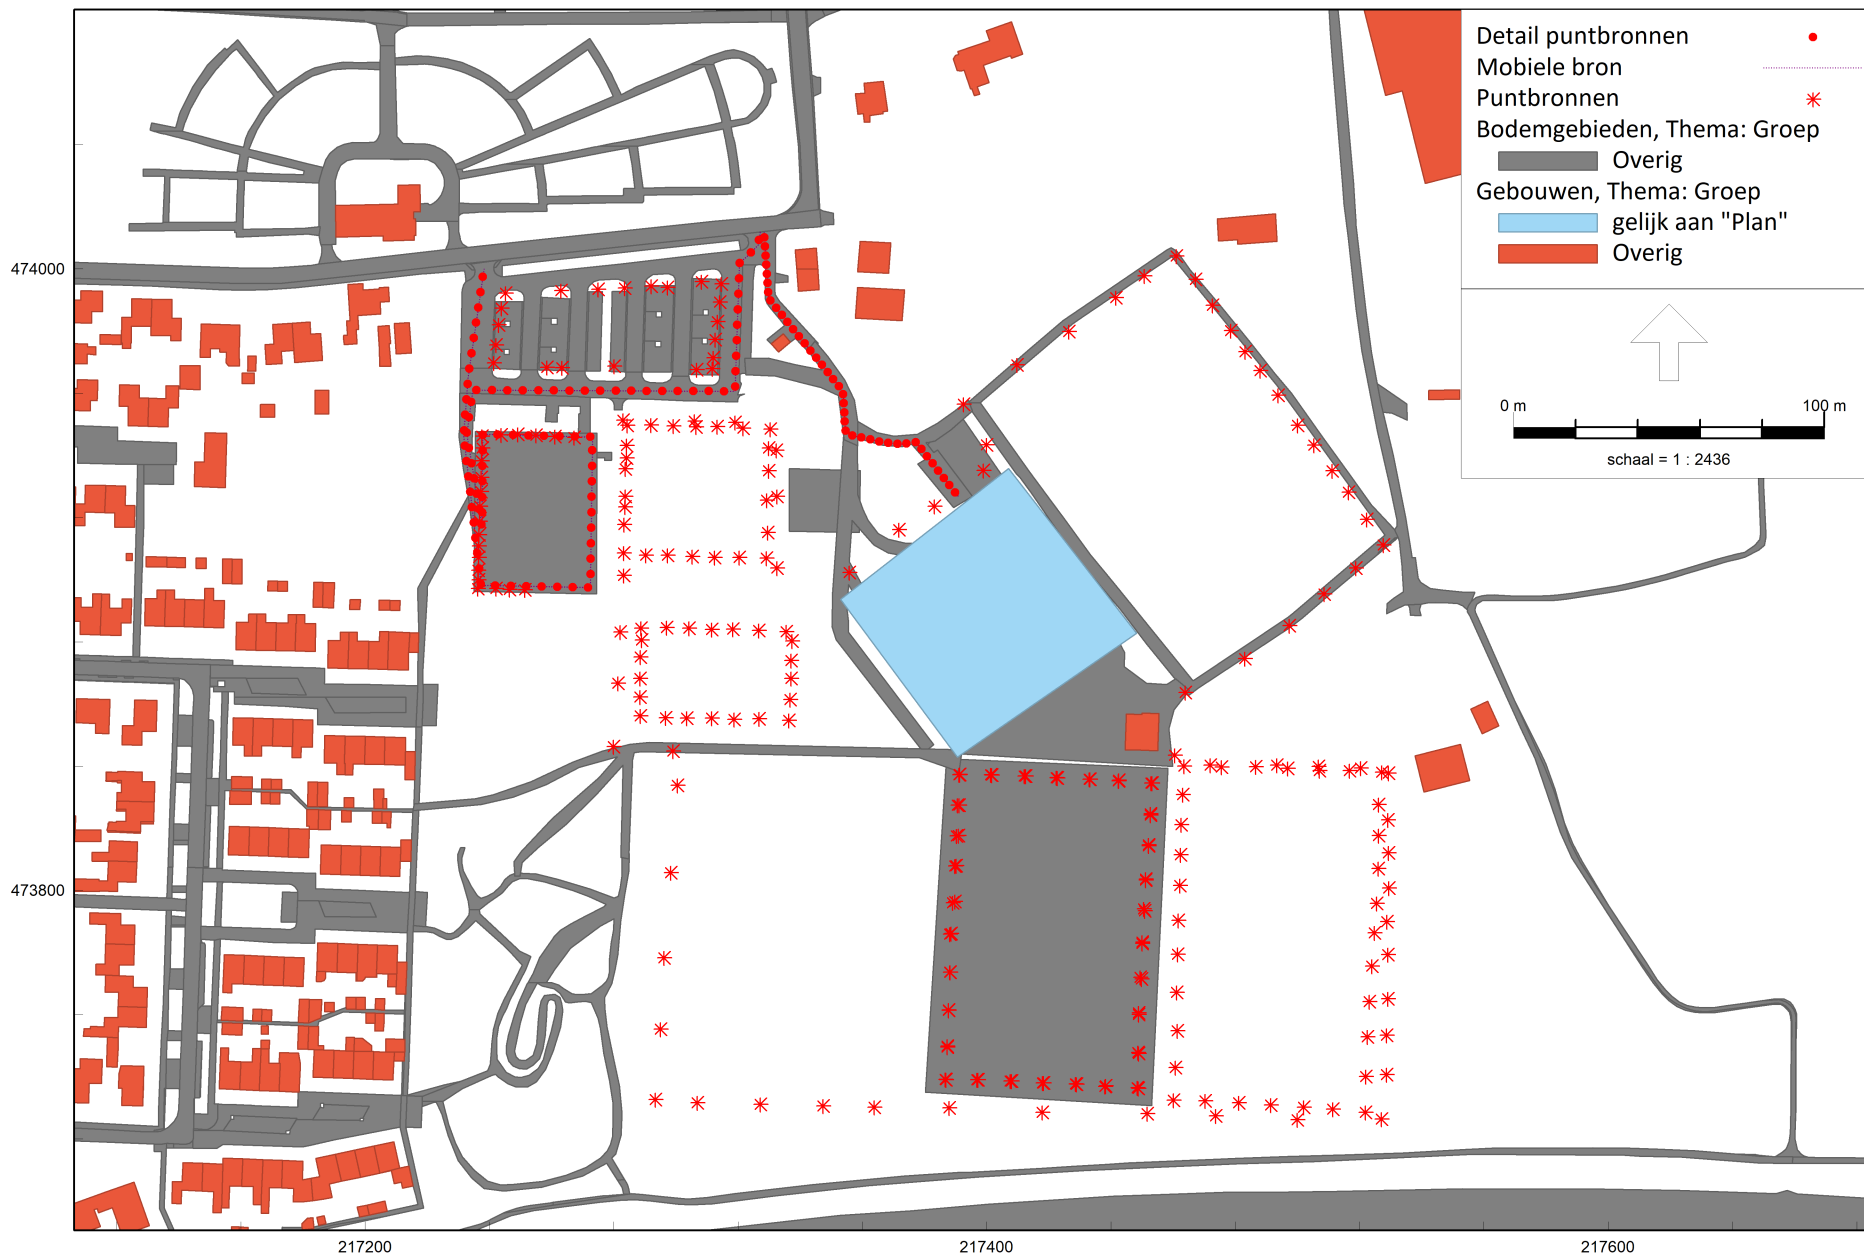 Detail puntbronnen
Mobiele bron
Puntbronnen
Bodemgebieden, Thema: Groep
Overig
Gebouwen, Thema: Groep
gelijk aan "Plan"
Overig
0 m 100 m
schaal = 1 : 2436
474000
473800
217200 217400 217600